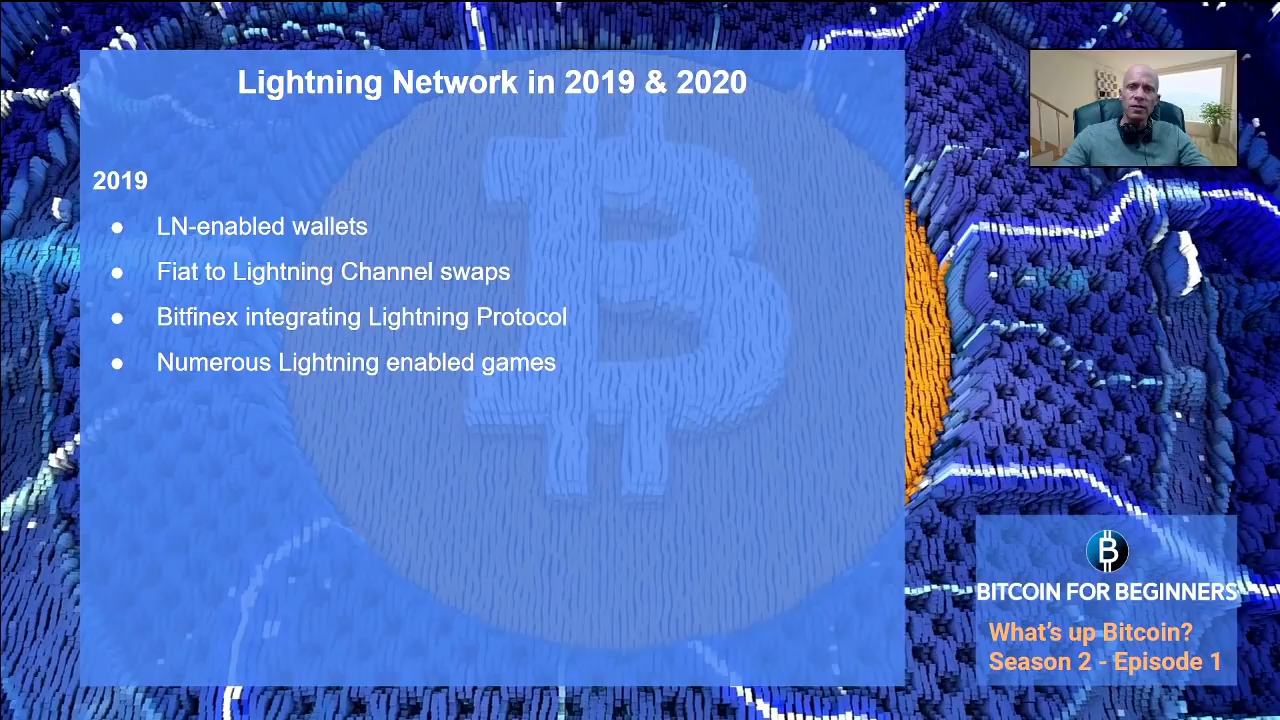 Lightning Network in 2019 & 2020
2019
● LN-enabled wallets
● Fiat to Lightning Channel swaps
● Bitfinex integrating Lightning Protocol
● Numerous Lightning enabled games
BITCOIN FOR BEGINNERS
What's up Bitcoin?
Season 2 - Episode 1